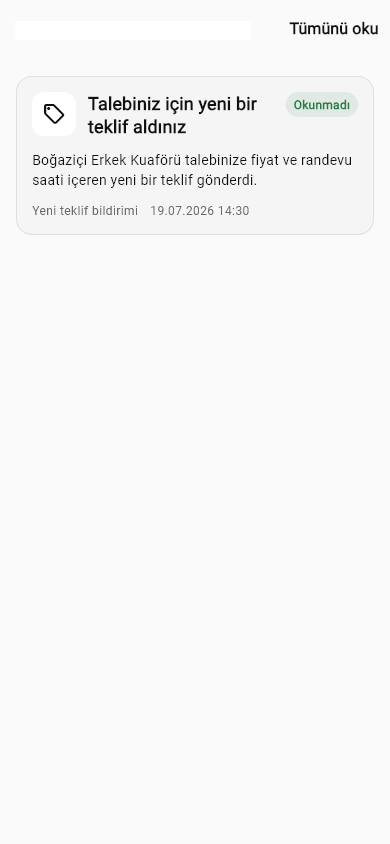 Tümünü oku
Talebiniz için yeni bir
teklif aldınız
Okunmadı
Boğaziçi Erkek Kuaförü talebinize fiyat ve randevu
saati içeren yeni bir teklif gönderdi.
Yeni teklif bildirimi 19.07.2026 14:30